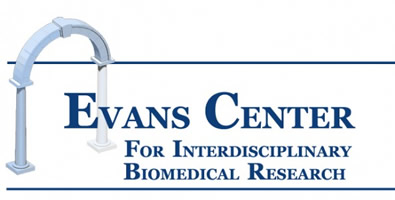 Evans Center
For Interdisciplinary
Biomedical Research